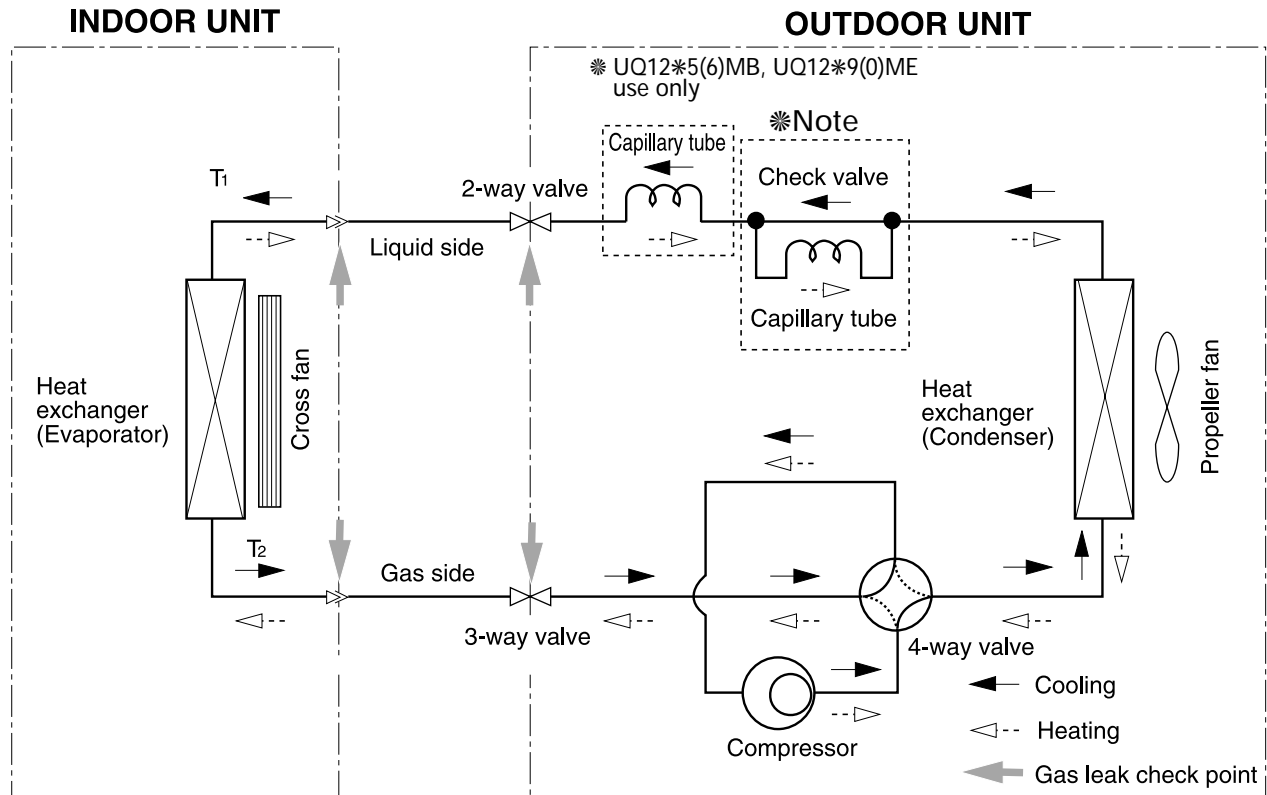 INDOOR UNIT
OUTDOOR UNIT
✻ UQ12✻5(6)MB, UQ12✻9(0)ME
use only
✻Note
Capillary tube
Check valve
2-way valve
T1
Liquid side
Capillary tube
Heat
exchanger
(Evaporator)
Cross fan
Heat
exchanger
(Condenser)
Propeller fan
T2
Gas side
3-way valve
4-way valve
Compressor
Cooling
Heating
Gas leak check point